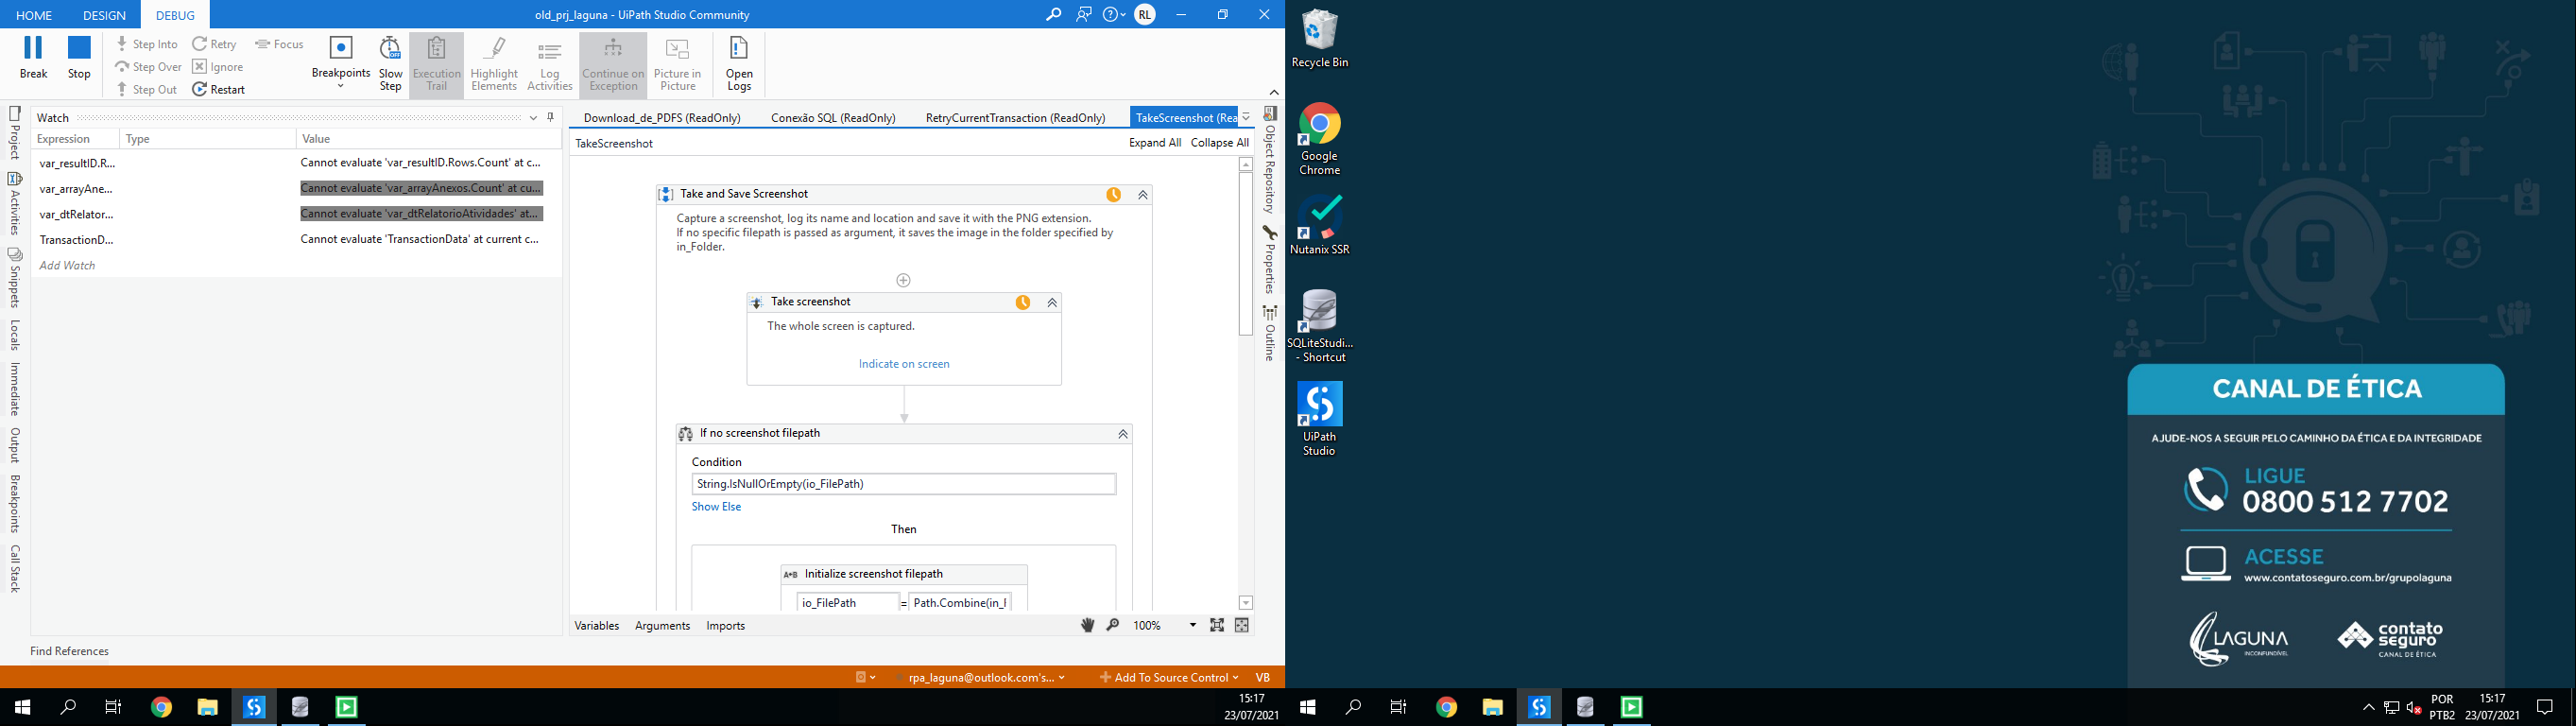 HOME DESIGN DEBUG
old_prj_laguna - UiPath Studio Community
RL
Break
Stop
Step Into
Step Over
Step Out
Retry
Ignore
Restart
Focus
Breakpoints
Slow
Step
Execution
Trail
Highlight
Elements
Log
Activities
Continue on
Exception
Picture in
Picture
Open
Logs
Project
Activities
Snippets
Locals
Immediate
Output
Breakpoints
Call Stack
Watch
Expression Type Value
var_resultID.R... Cannot evaluate 'var_resultID.Rows.Count' at c...
var_arrayAne... Cannot evaluate 'var_arrayAnexos.Count' at cu...
var_dtRelator... Cannot evaluate 'var_dtRelatorioAtividades' at...
TransactionD... Cannot evaluate 'TransactionData' at current c...
Add Watch
Find References
Download_de_PDFS (ReadOnly) Conexão SQL (ReadOnly) RetryCurrentTransaction (ReadOnly) TakeScreenshot (Rea
TakeScreenshot Expand All Collapse All
Take and Save Screenshot
Capture a screenshot, log its name and location and save it with the PNG extension.
If no specific filepath is passed as argument, it saves the image in the folder specified by
in_Folder.
Take screenshot
The whole screen is captured.
Indicate on screen
If no screenshot filepath
Condition
String.IsNullOrEmpty(io_FilePath)
Show Else
Then
A*B Initialize screenshot filepath
io_FilePath = Path.Combine(in_F
Variables Arguments Imports 100%
Object Repository
Properties
Outline
rpa_laguna@outlook.com's... Add To Source Control VB
15:17
23/07/2021
Recycle Bin
Google
Chrome
Nutanix SSR
SQLiteStudi...
- Shortcut
UiPath
Studio
CANAL DE ÉTICA
AJUDE-NOS A SEGUIR PELO CAMINHO DA ÉTICA E DA INTEGRIDADE
LIGUE
0800 512 7702
ACESSE
www.contatoseguro.com.br/grupolaguna
LAGUNA
INCONFUNDÍVEL
contato
seguro
CANAL DE ÉTICA
POR
PTB2
15:17
23/07/2021